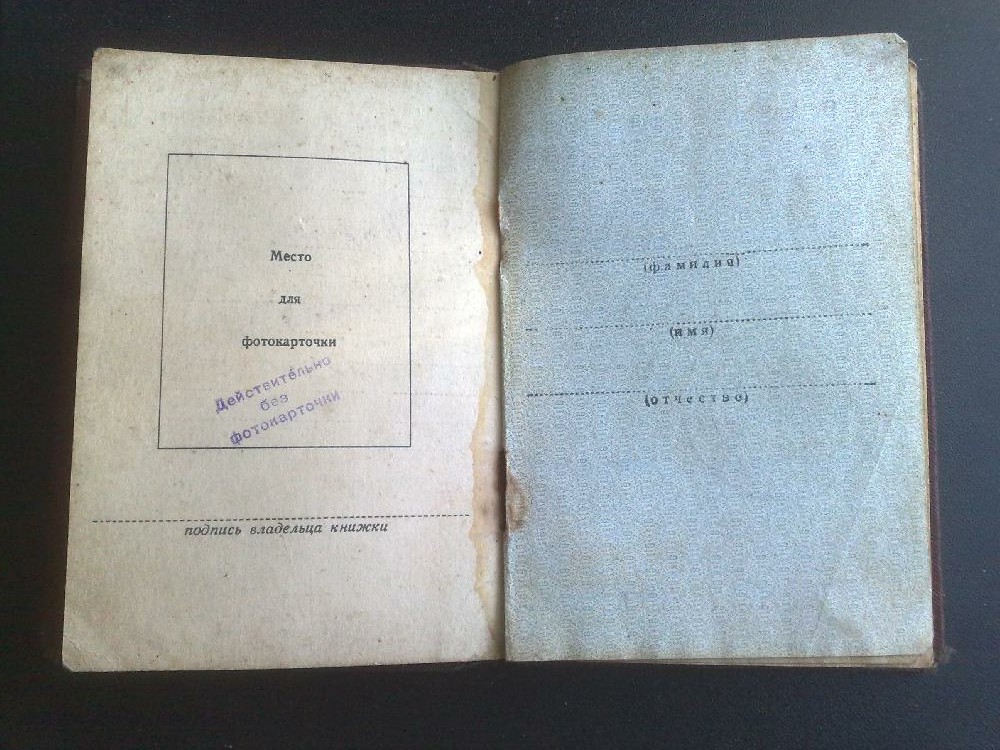 Место
для
фотокарточки
Действительно
без
фотокарточки
подпись владельца книжки
(фамилия)
(имя)
(отчество)